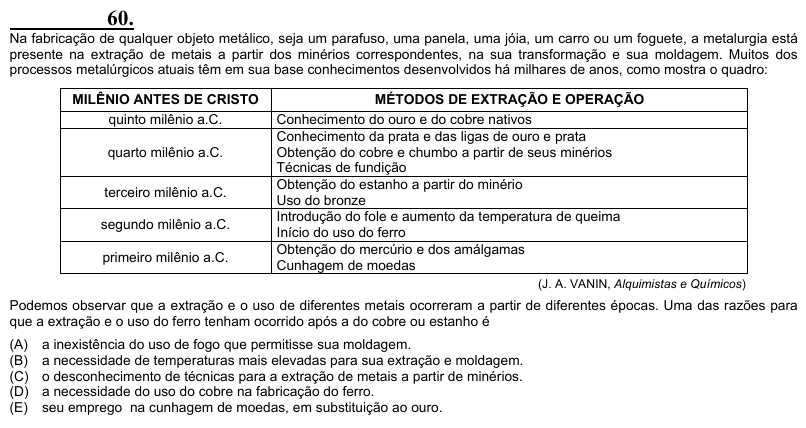 60.
Na fabricação de qualquer objeto metálico, seja um parafuso, uma panela, uma jóia, um carro ou um foguete, a metalurgia está
presente na extração de metais a partir dos minérios correspondentes, na sua transformação e sua moldagem. Muitos dos
processos metalúrgicos atuais têm em sua base conhecimentos desenvolvidos há milhares de anos, como mostra o quadro:
MILÊNIO ANTES DE CRISTO MÉTODOS DE EXTRAÇÃO E OPERAÇÃO
quinto milênio a.C. Conhecimento do ouro e do cobre nativos
quarto milênio a.C. Conhecimento da prata e das ligas de ouro e prata
Obtenção do cobre e chumbo a partir de seus minérios
Técnicas de fundição
terceiro milênio a.C. Obtenção do estanho a partir do minério
Uso do bronze
segundo milênio a.C. Introdução do fole e aumento da temperatura de queima
Início do uso do ferro
primeiro milênio a.C. Obtenção do mercúrio e dos amálgamas
Cunhagem de moedas
(J. A. VANIN, Alquimistas e Químicos)
Podemos observar que a extração e o uso de diferentes metais ocorreram a partir de diferentes épocas. Uma das razões para
que a extração e o uso do ferro tenham ocorrido após a do cobre ou estanho é
(A) a inexistência do uso de fogo que permitisse sua moldagem.
(B) a necessidade de temperaturas mais elevadas para sua extração e moldagem.
(C) o desconhecimento de técnicas para a extração de metais a partir de minérios.
(D) a necessidade do uso do cobre na fabricação do ferro.
(E) seu emprego na cunhagem de moedas, em substituição ao ouro.